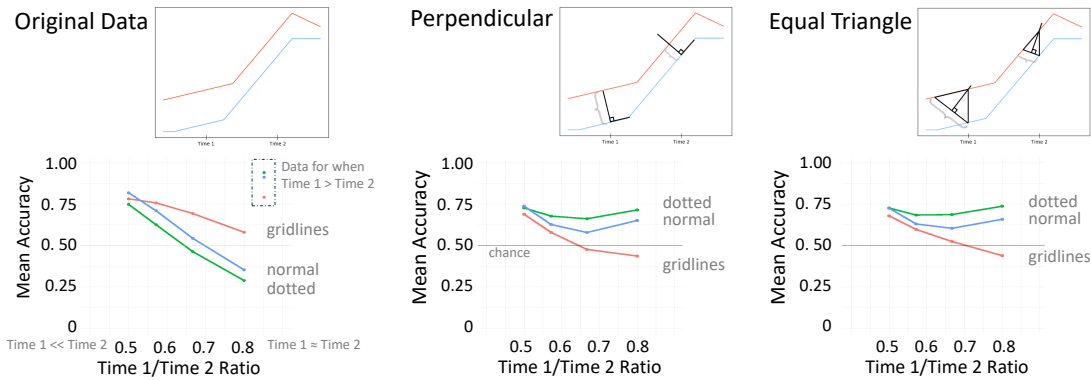 Original Data
Time 1
Time 2
Mean Accuracy
1.00
0.75
0.50
0.25
0
Data for when
Time 1 > Time 2
gridlines
normal
dotted
Time 1 << Time 2
0.5
0.6
0.7
0.8
Time 1 ≈ Time 2
Time 1/Time 2 Ratio
Perpendicular
Time 1
Time 2
Mean Accuracy
1.00
0.75
0.50
0.25
0
dotted
normal
chance
gridlines
0.5
0.6
0.7
0.8
Time 1/Time 2 Ratio
Equal Triangle
Time 1
Time 2
Mean Accuracy
1.00
0.75
0.50
0.25
0
dotted
normal
gridlines
0.5
0.6
0.7
0.8
Time 1/Time 2 Ratio